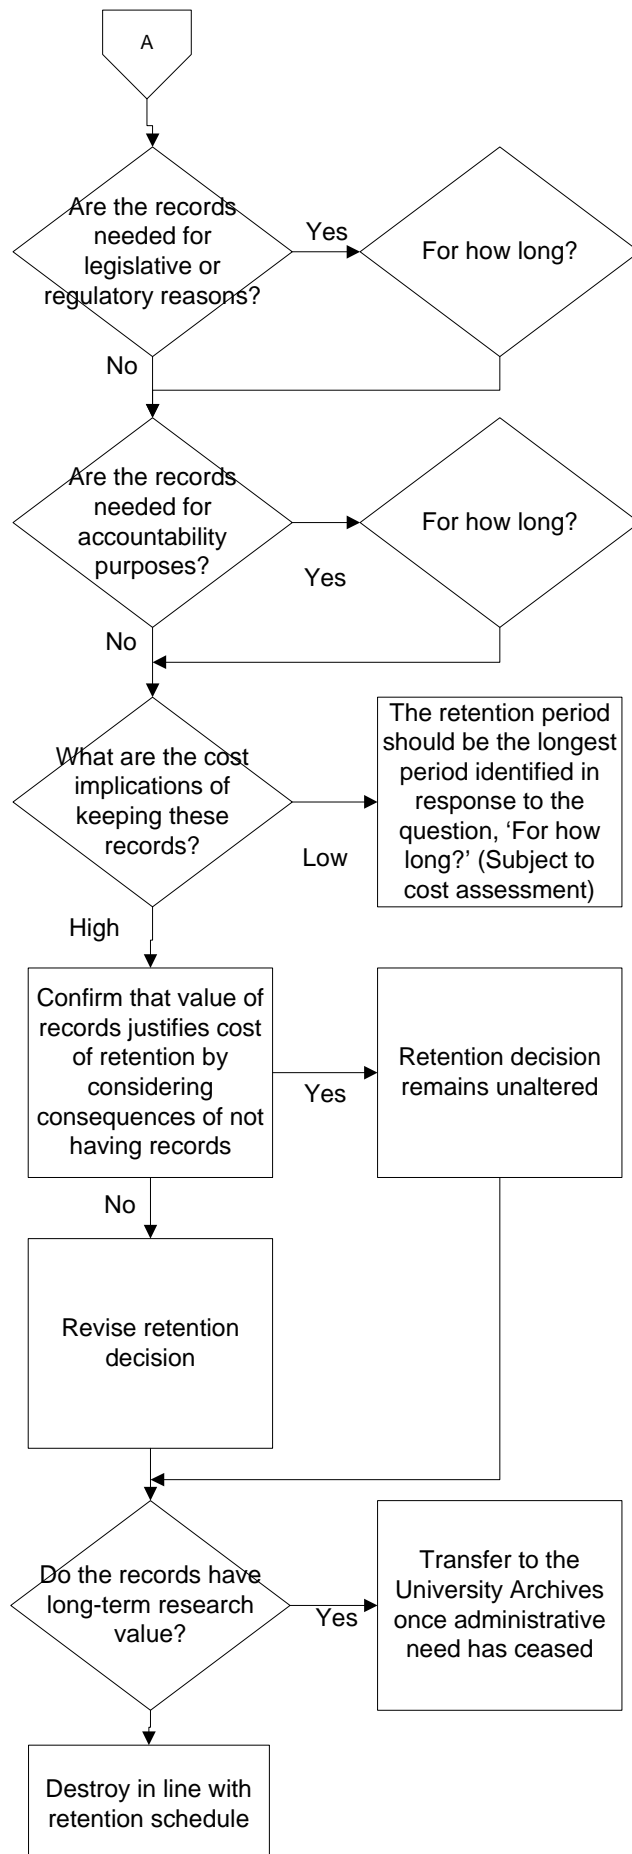 A
Are the records
needed for
legislative or
regulatory reasons?
Yes
For how long?
No
Are the records
needed for
accountability
purposes?
Yes
For how long?
No
What are the cost
implications of
keeping these
records?
Low
The retention period
should be the longest
period identified in
response to the
question, ‘For how
long?’ (Subject to
cost assessment)
High
Confirm that value of
records justifies cost
of retention by
considering
consequences of not
having records
Yes
Retention decision
remains unaltered
No
Revise retention
decision
Do the records have
long-term research
value?
Yes
Transfer to the
University Archives
once administrative
need has ceased
Destroy in line with
retention schedule